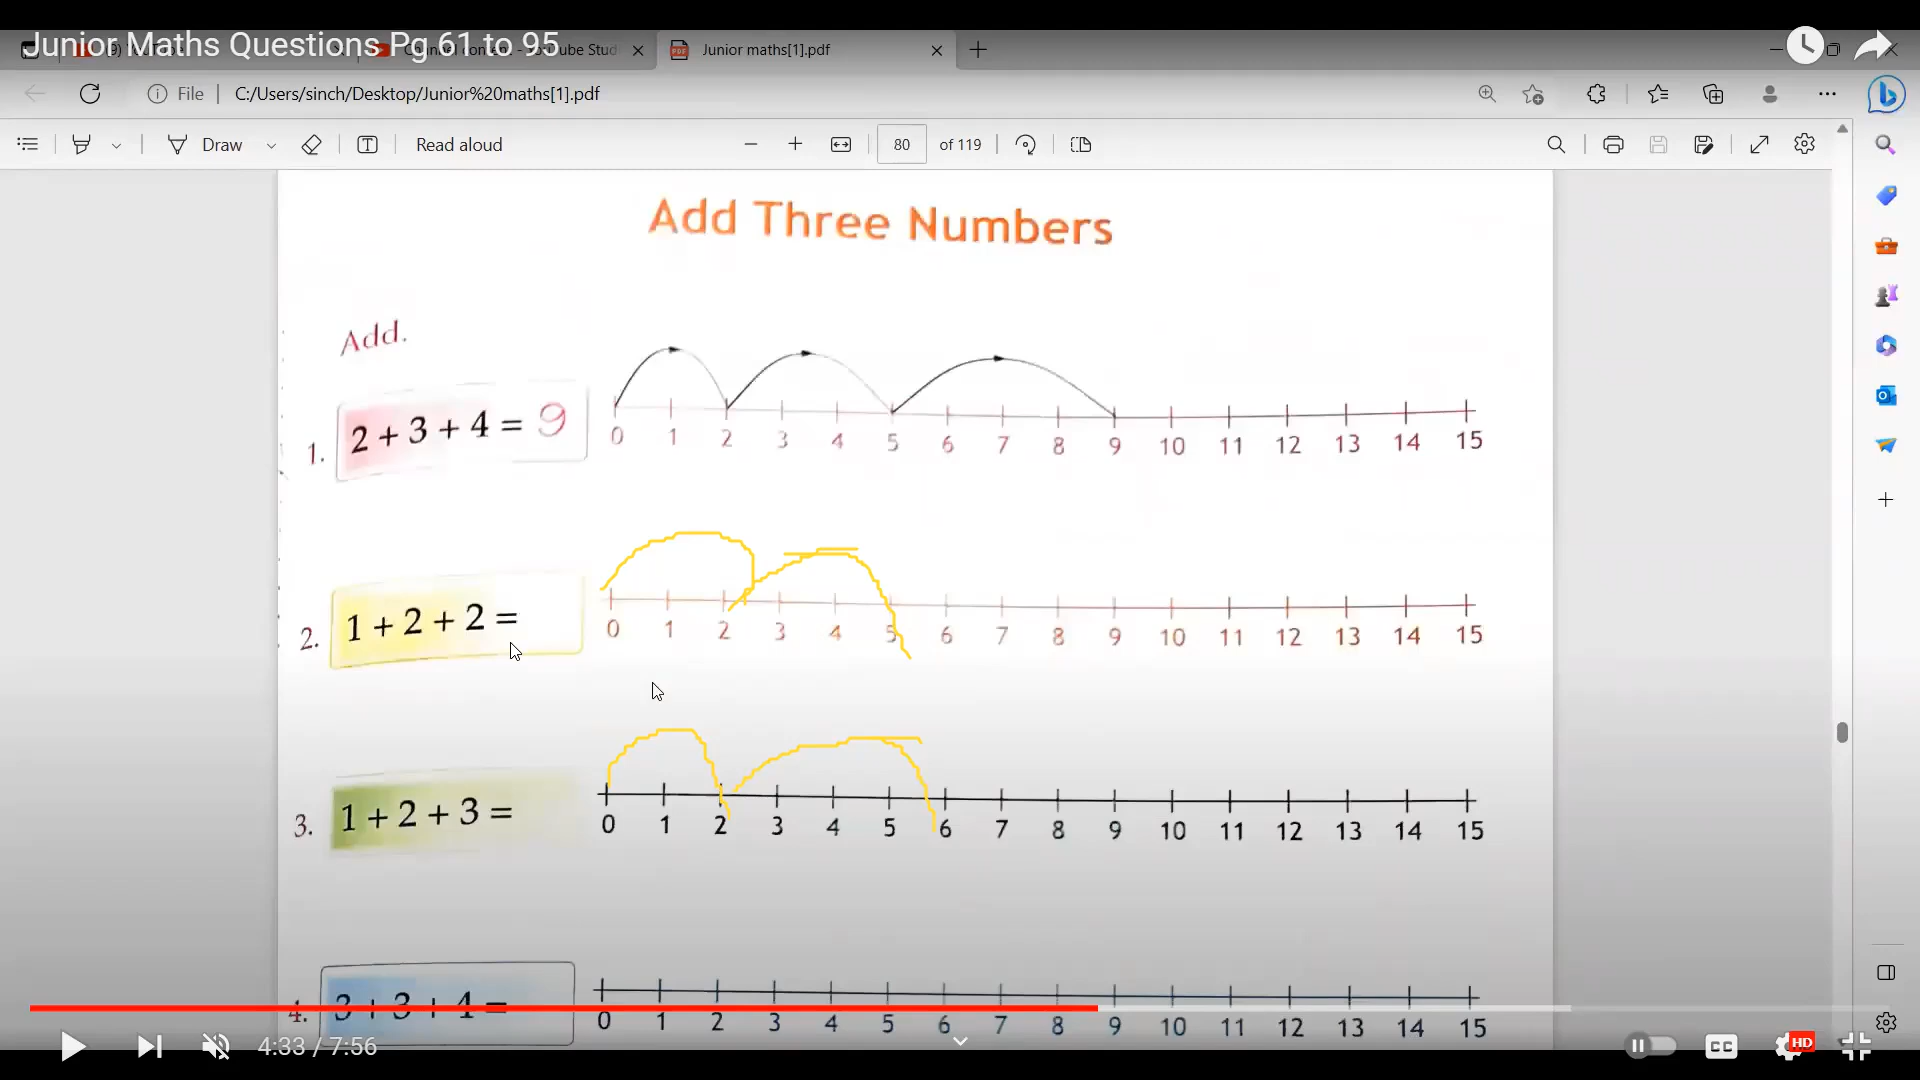 Junior Maths Questions Pg 61 to 95
Junior maths[1].pdf
File | C:/Users/sinch/Desktop/Junior%20maths[1].pdf
Draw Read aloud 80 of 119
Add Three Numbers
Add.
1. 2 + 3 + 4 = 9
0 1 2 3 4 5 6 7 8 9 10 11 12 13 14 15
2. 1 + 2 + 2 =
0 1 2 3 4 5 6 7 8 9 10 11 12 13 14 15
3. 1 + 2 + 3 =
0 1 2 3 4 5 6 7 8 9 10 11 12 13 14 15
4. 3 + 3 + 4 =
0 1 2 3 4 5 6 7 8 9 10 11 12 13 14 15
4:33 / 7:56
CC HD